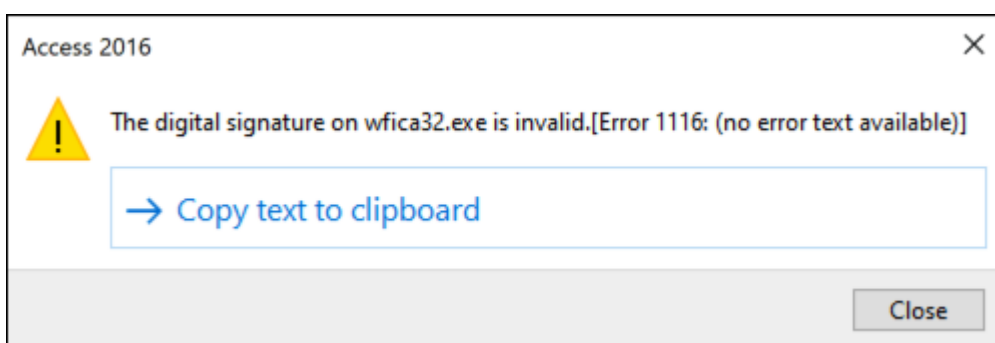 Access 2016
The digital signature on wfica32.exe is invalid.[Error 1116: (no error text available)]
Copy text to clipboard
Close